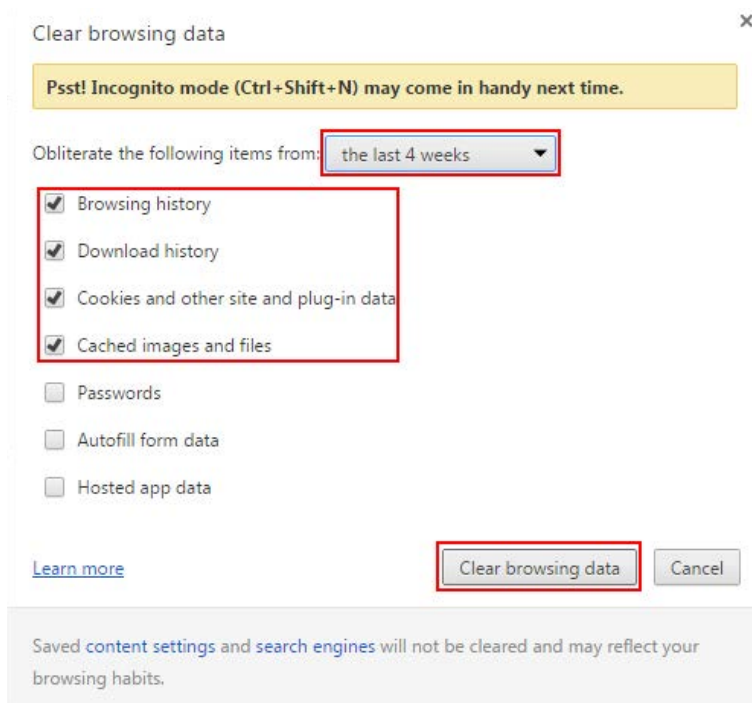 Clear browsing data
Psst! Incognito mode (Ctrl+Shift+N) may come in handy next time.
Obliterate the following items from: the last 4 weeks
Browsing history
Download history
Cookies and other site and plug-in data
Cached images and files
Passwords
Autofill form data
Hosted app data
Learn more Clear browsing data Cancel
Saved content settings and search engines will not be cleared and may reflect your
browsing habits.